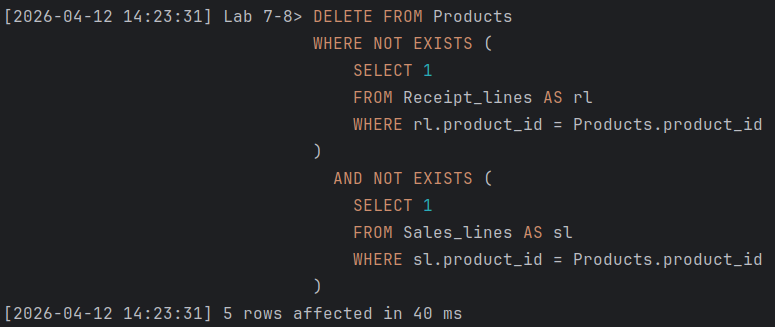 [2026-04-12 14:23:31] Lab 7-8> DELETE FROM Products
WHERE NOT EXISTS (
SELECT 1
FROM Receipt_lines AS rl
WHERE rl.product_id = Products.product_id
)
AND NOT EXISTS (
SELECT 1
FROM Sales_lines AS sl
WHERE sl.product_id = Products.product_id
)
[2026-04-12 14:23:31] 5 rows affected in 40 ms